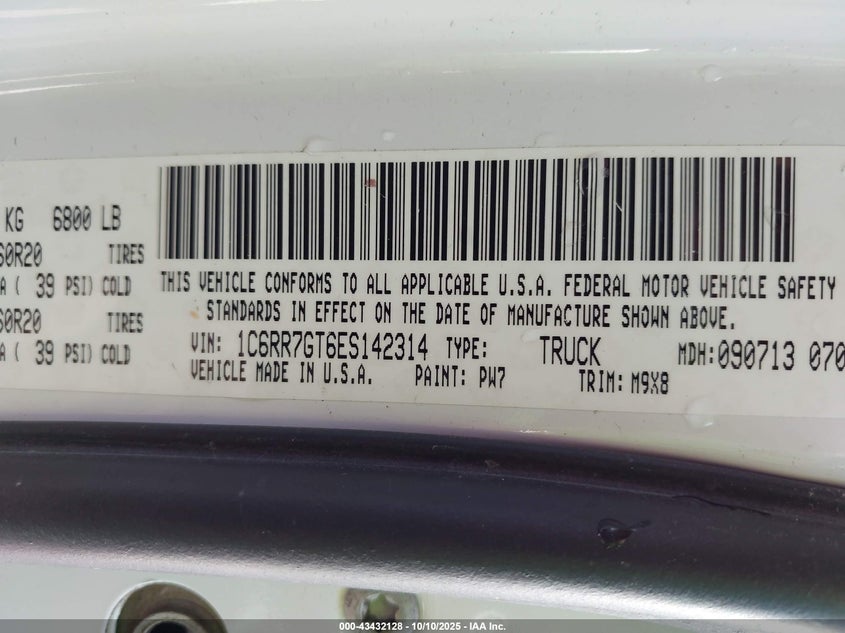 KG 6800 LB
60R20 TIRES
A ( 39 PSI) COLD
60R20 TIRES
A ( 39 PSI) COLD
THIS VEHICLE CONFORMS TO ALL APPLICABLE U.S.A. FEDERAL MOTOR VEHICLE SAFETY
STANDARDS IN EFFECT ON THE DATE OF MANUFACTURE SHOWN ABOVE.
VIN: 1C6RR7GT6ES142314 TYPE: TRUCK MDH:090713 070
VEHICLE MADE IN U.S.A. PAINT: PW7 TRIM: M9X8
000-43432128 - 10/10/2025 - IAA Inc.